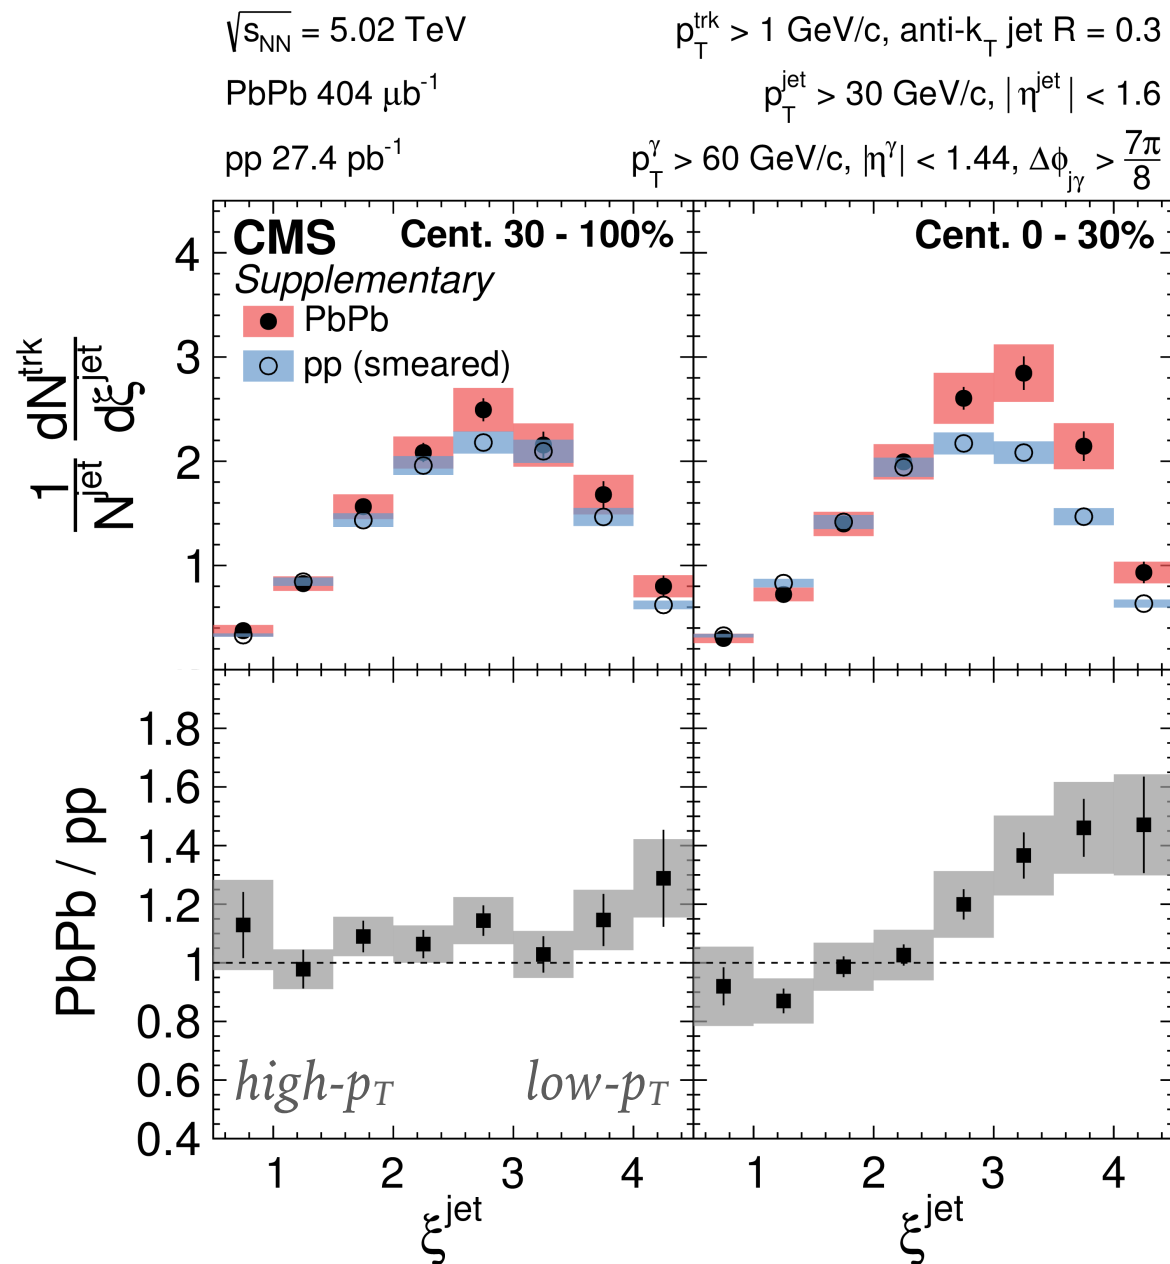 √s_NN = 5.02 TeV
p_T^trk > 1 GeV/c, anti-k_T jet R = 0.3
PbPb 404 μb⁻¹
p_T^jet > 30 GeV/c, |η^jet| < 1.6
pp 27.4 pb⁻¹
p_T^γ > 60 GeV/c, |η^γ| < 1.44, Δϕ_jγ > 7π/8
CMS
Cent. 30 - 100%
Supplementary
PbPb
pp (smeared)
Cent. 0 - 30%
1/N^jet dN^trk/dξ^jet
4
3
2
1
PbPb / pp
1.8
1.6
1.4
1.2
1
0.8
0.6
0.4
high-p_T
low-p_T
1 2 3 4
1 2 3 4
ξ^jet
ξ^jet